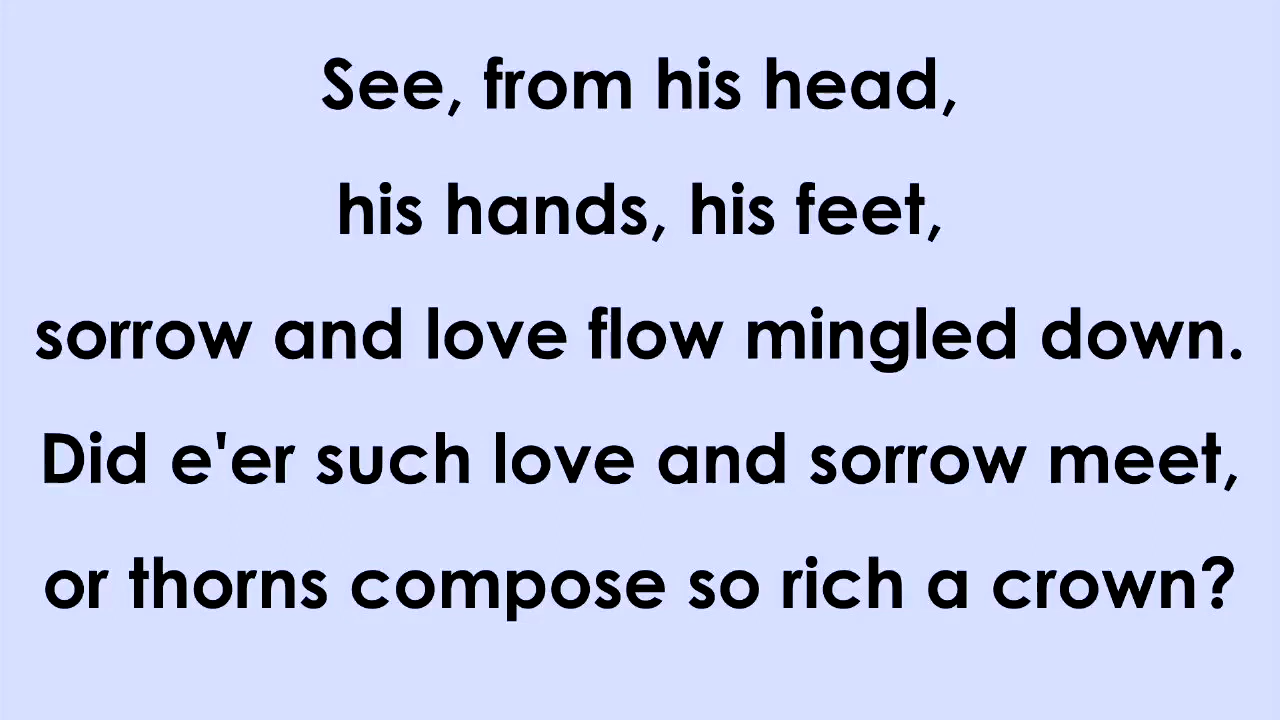 See, from his head,
his hands, his feet,
sorrow and love flow mingled down.
Did e'er such love and sorrow meet,
or thorns compose so rich a crown?